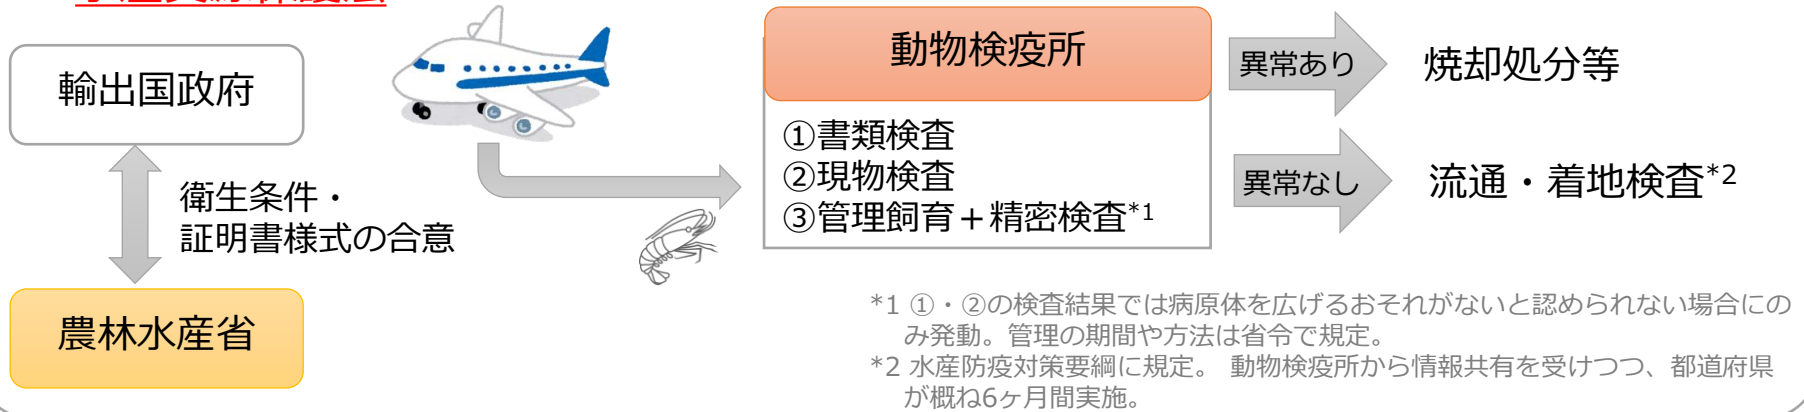 輸出国政府
衛生条件・
証明書様式の合意
農林水産省
動物検疫所
①書類検査
②現物検査
③管理飼育＋精密検査*1
異常あり
焼却処分等
異常なし
流通・着地検査*2
*1 ①・②の検査結果では病原体を広げるおそれがないと認められない場合にの
み発動。管理の期間や方法は省令で規定。
*2 水産防疫対策要綱に規定。 動物検疫所から情報共有を受けつつ、都道府県
が概ね6ヶ月間実施。